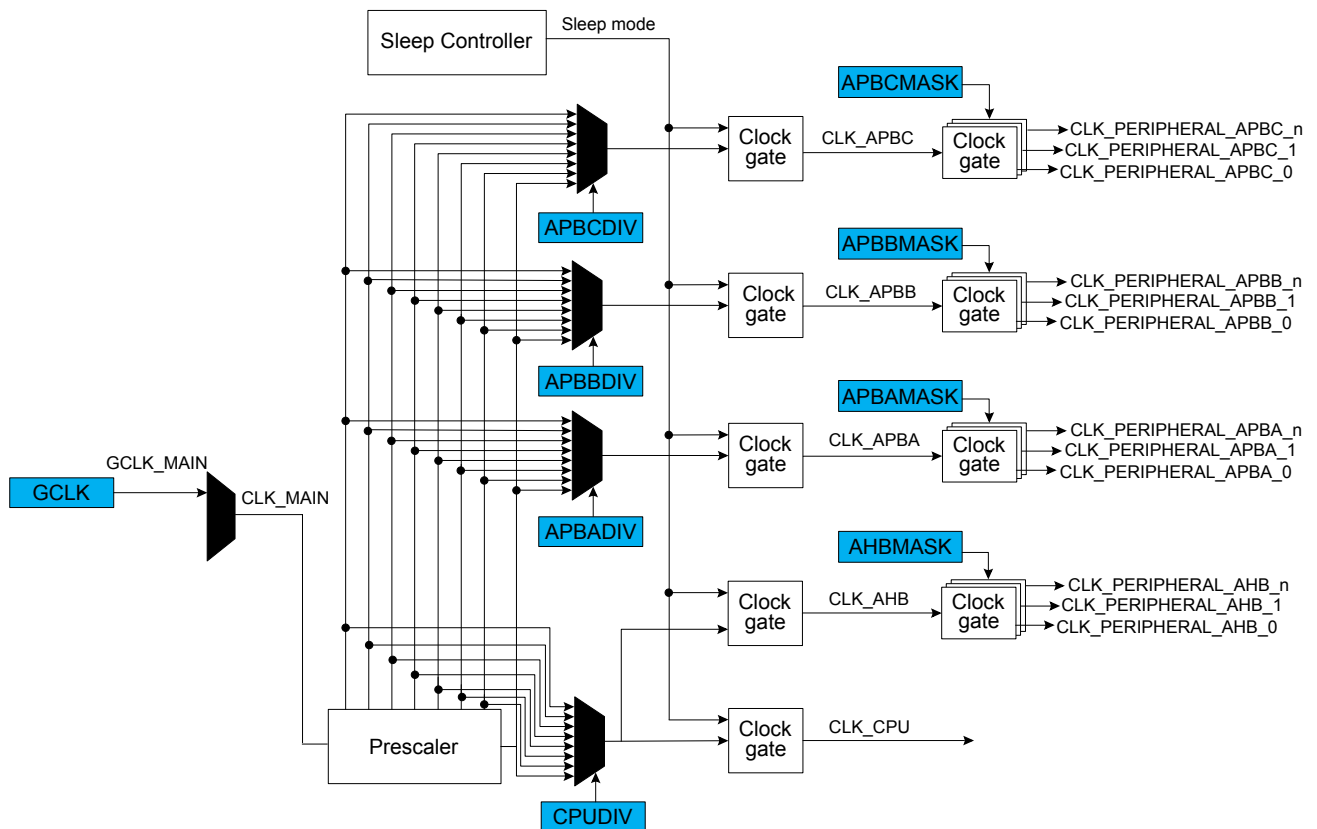 Sleep Controller
Sleep mode
APBCMASK
Clock
gate
CLK_APBC
Clock
gate
CLK_PERIPHERAL_APBC_n
CLK_PERIPHERAL_APBC_1
CLK_PERIPHERAL_APBC_0
APBCDIV
APBBMASK
Clock
gate
CLK_APBB
Clock
gate
CLK_PERIPHERAL_APBB_n
CLK_PERIPHERAL_APBB_1
CLK_PERIPHERAL_APBB_0
APBBDIV
APBAMASK
Clock
gate
CLK_APBA
Clock
gate
CLK_PERIPHERAL_APBA_n
CLK_PERIPHERAL_APBA_1
CLK_PERIPHERAL_APBA_0
GCLK
GCLK_MAIN
CLK_MAIN
APBADIV
AHBMASK
Clock
gate
CLK_AHB
Clock
gate
CLK_PERIPHERAL_AHB_n
CLK_PERIPHERAL_AHB_1
CLK_PERIPHERAL_AHB_0
Prescaler
Clock
gate
CLK_CPU
CPUDIV